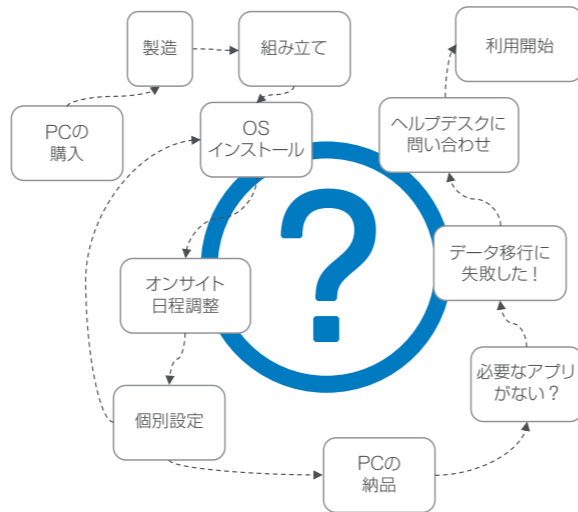 製造
組み立て
利用開始
PCの
購入
OS
インストール
ヘルプデスクに
問い合わせ
?
オンサイト
日程調整
データ移行に
失敗した！
個別設定
必要なアプリ
がない？
PCの
納品